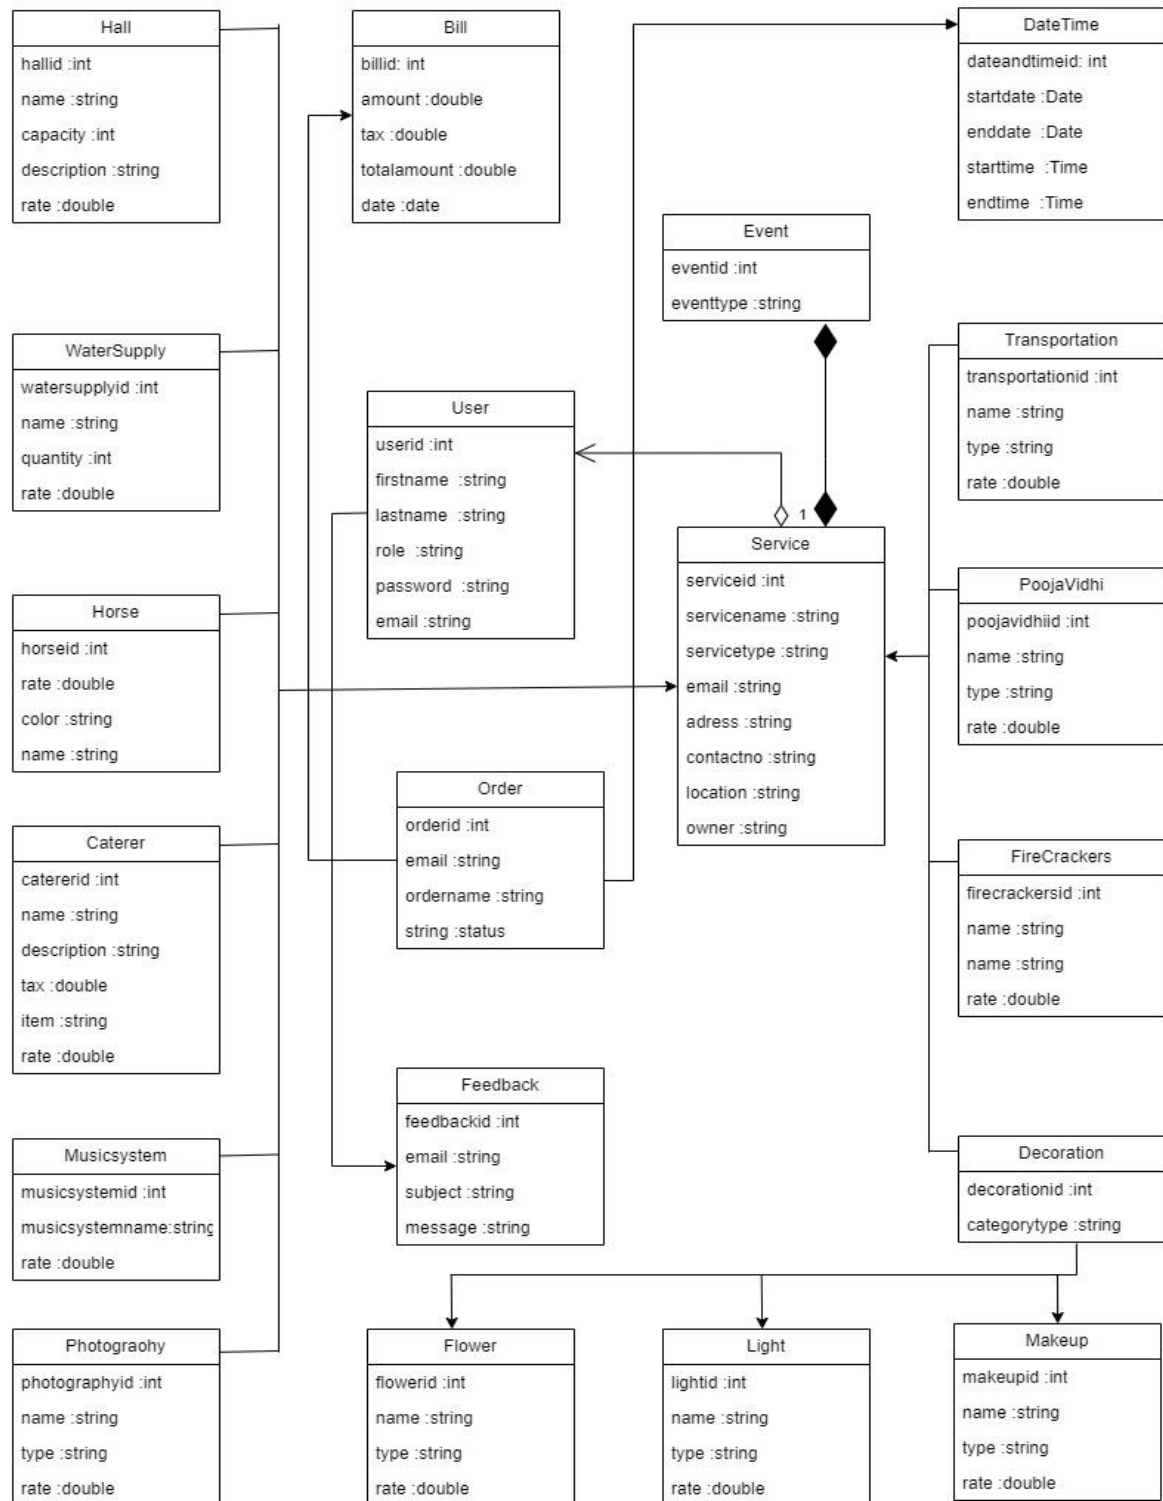 Hall
hallid :int
name :string
capacity :int
description :string
rate :double
Bill
billid: int
amount :double
tax :double
totalamount :double
date :date
DateTime
dateandtimeid: int
startdate :Date
enddate :Date
starttime :Time
endtime :Time
Event
eventid :int
eventtype :string
WaterSupply
watersupplyid :int
name :string
quantity :int
rate :double
User
userid :int
firstname :string
lastname :string
role :string
password :string
email :string
Transportation
transportationid :int
name :string
type :string
rate :double
1
Service
serviceid :int
servicename :string
servicetype :string
email :string
adress :string
contactno :string
location :string
owner :string
Horse
horseid :int
rate :double
color :string
name :string
PoojaVidhi
poojavidhiid :int
name :string
type :string
rate :double
Order
orderid :int
email :string
ordername :string
string :status
Caterer
catererid :int
name :string
description :string
tax :double
item :string
rate :double
FireCrackers
firecrackersid :int
name :string
name :string
rate :double
Feedback
feedbackid :int
email :string
subject :string
message :string
Musicsystem
musicsystemid :int
musicsystemname:string
rate :double
Decoration
decorationid :int
categorytype :string
Photograohy
photographyid :int
name :string
type :string
rate :double
Flower
flowerid :int
name :string
type :string
rate :double
Light
lightid :int
name :string
type :string
rate :double
Makeup
makeupid :int
name :string
type :string
rate :double